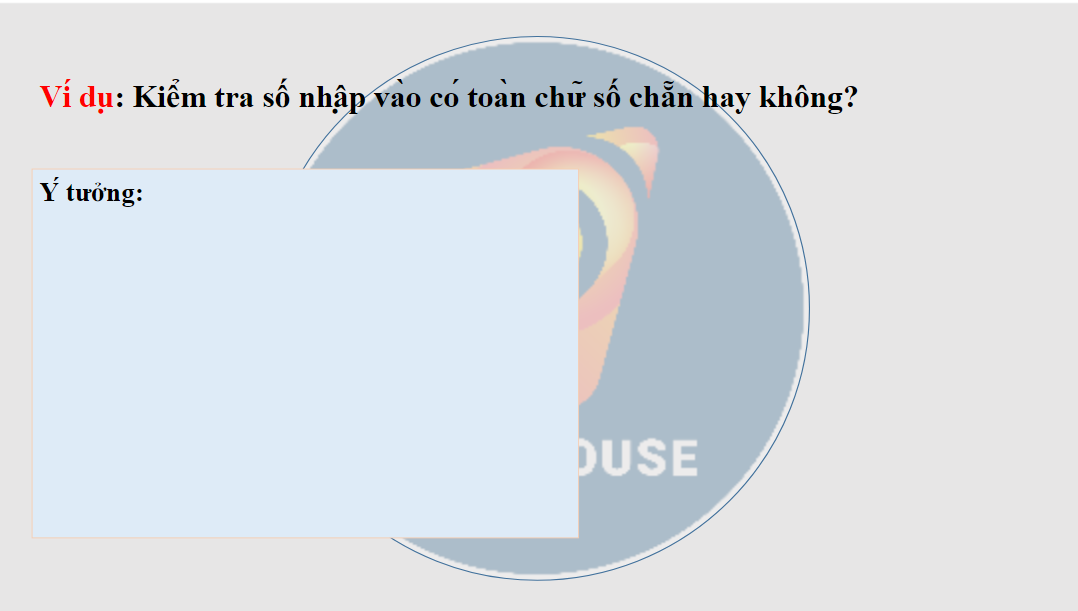 Ví dụ: Kiểm tra số nhập vào có toàn chữ số chẵn hay không?
Ý tưởng:
OUSE